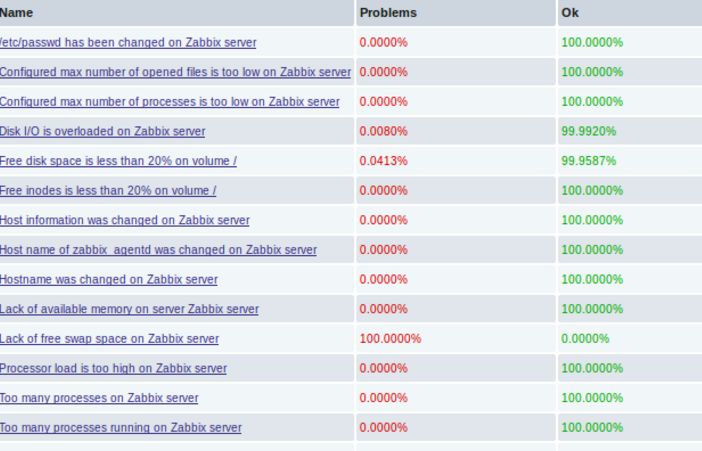 Name Problems Ok
/etc/passwd has been changed on Zabbix server 0.0000% 100.0000%
Configured max number of opened files is too low on Zabbix server 0.0000% 100.0000%
Configured max number of processes is too low on Zabbix server 0.0000% 100.0000%
Disk I/O is overloaded on Zabbix server 0.0080% 99.9920%
Free disk space is less than 20% on volume / 0.0413% 99.9587%
Free inodes is less than 20% on volume / 0.0000% 100.0000%
Host information was changed on Zabbix server 0.0000% 100.0000%
Host name of zabbix_agentd was changed on Zabbix server 0.0000% 100.0000%
Hostname was changed on Zabbix server 0.0000% 100.0000%
Lack of available memory on server Zabbix server 0.0000% 100.0000%
Lack of free swap space on Zabbix server 100.0000% 0.0000%
Processor load is too high on Zabbix server 0.0000% 100.0000%
Too many processes on Zabbix server 0.0000% 100.0000%
Too many processes running on Zabbix server 0.0000% 100.0000%